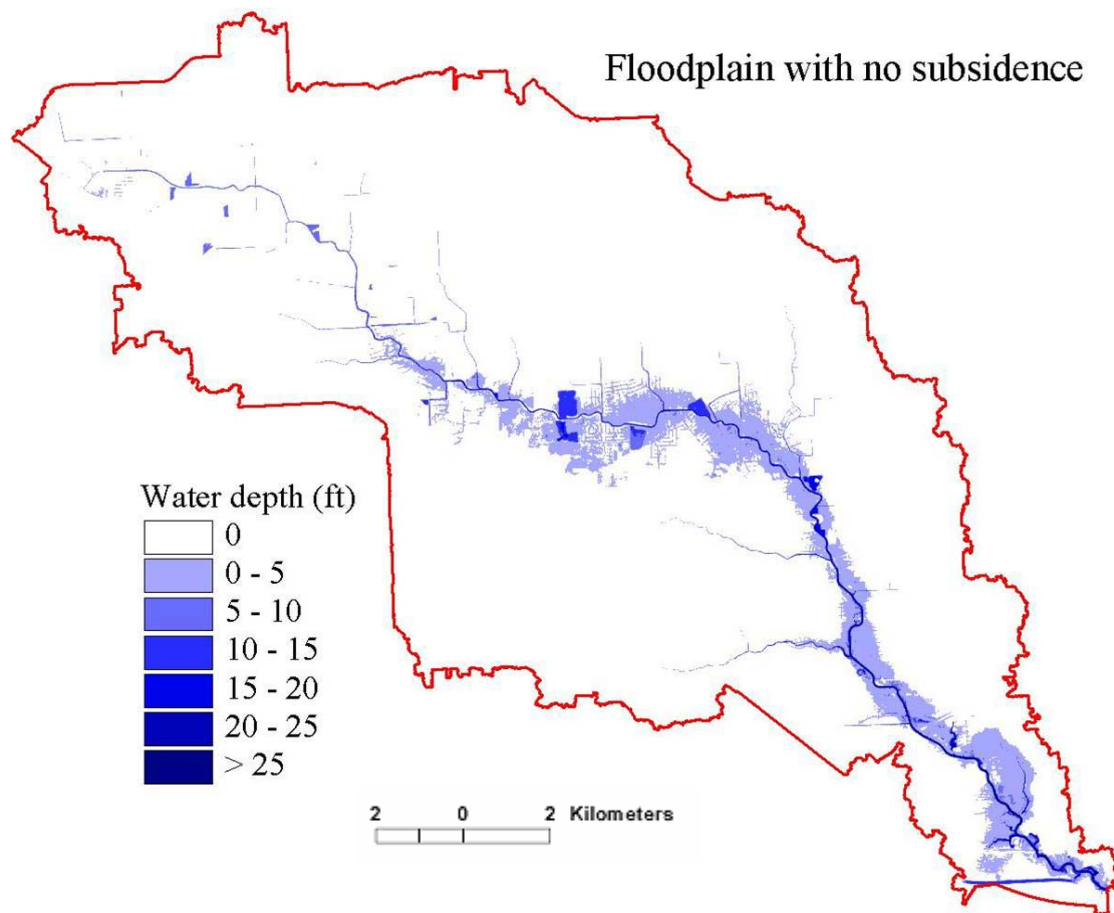 Floodplain with no subsidence
Water depth (ft)
0
0 - 5
5 - 10
10 - 15
15 - 20
20 - 25
> 25
2 0 2 Kilometers